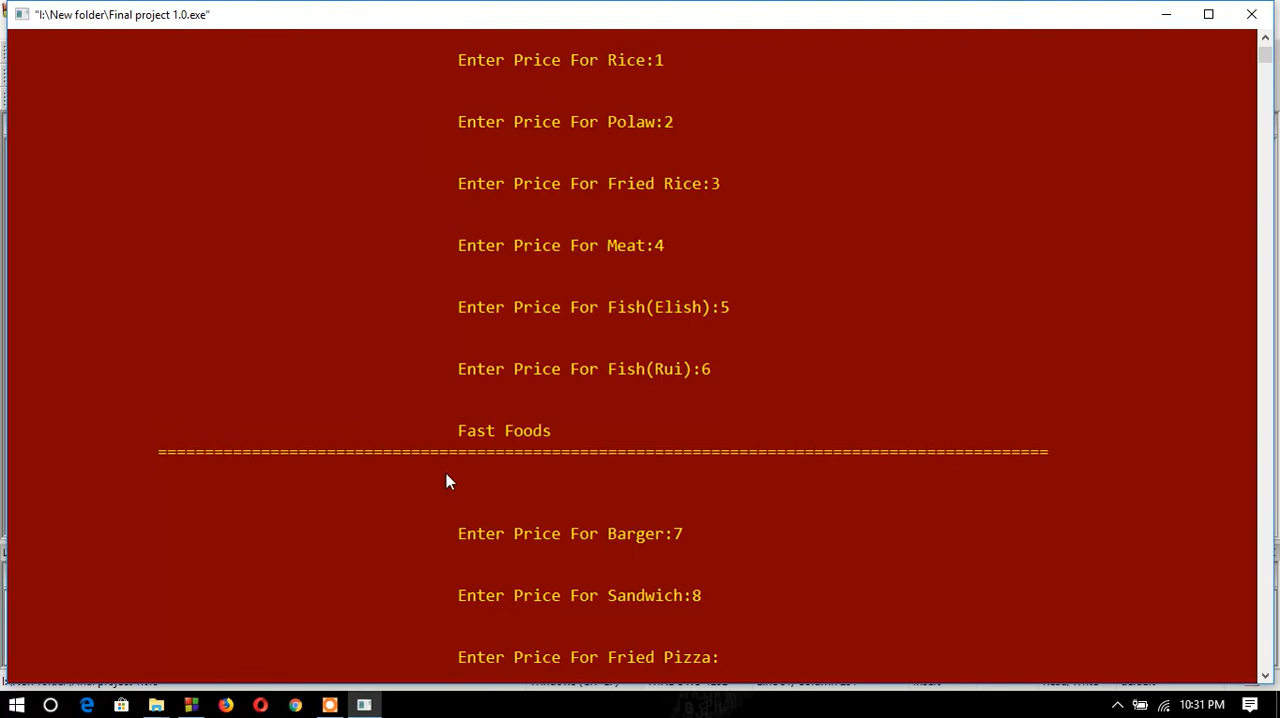 "I:\New folder\Final project 1.0.exe"
Enter Price For Rice:1
Enter Price For Polaw:2
Enter Price For Fried Rice:3
Enter Price For Meat:4
Enter Price For Fish(Elish):5
Enter Price For Fish(Rui):6
Fast Foods
===============================================================================================
Enter Price For Barger:7
Enter Price For Sandwich:8
Enter Price For Fried Pizza:
10:31 PM